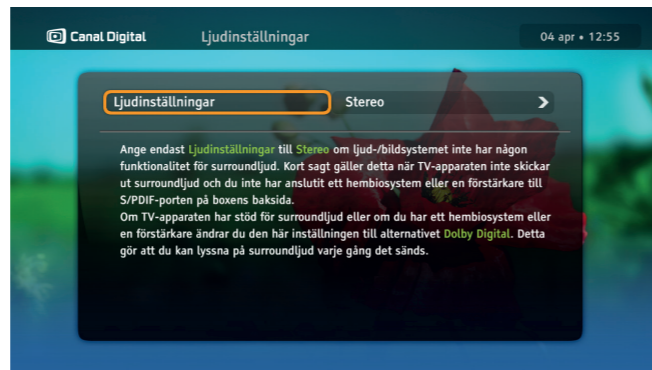 Canal Digital
Ljudinställningar
04 apr • 12:55
Ljudinställningar
Stereo
Ange endast Ljudinställningar till Stereo om ljud-/bildsystemet inte har någon
funktionalitet för surroundljud. Kort sagt gäller detta när TV-apparaten inte skickar
ut surroundljud och du inte har anslutit ett hembiosystem eller en förstärkare till
S/PDIF-porten på boxens baksida.
Om TV-apparaten har stöd för surroundljud eller om du har ett hembiosystem eller
en förstärkare ändrar du den här inställningen till alternativet Dolby Digital. Detta
gör att du kan lyssna på surroundljud varje gång det sänds.